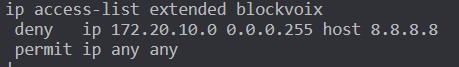 ip access-list extended blockvoix
deny   ip 172.20.10.0 0.0.0.255 host 8.8.8.8
permit ip any any